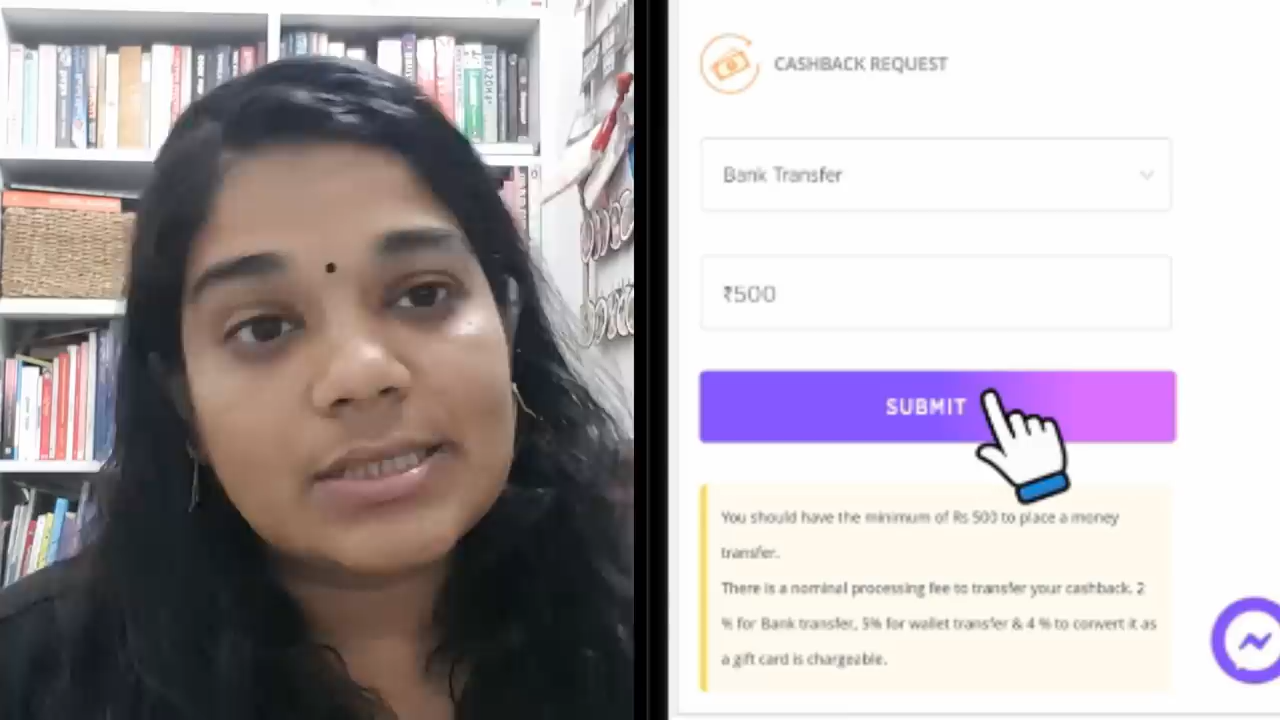 CASHBACK REQUEST
Bank Transfer
₹500
SUBMIT
You should have the minimum of Rs 500 to place a money
transfer.
There is a nominal processing fee to transfer your cashback. 2
% for Bank transfer, 5% for wallet transfer & 4 % to convert it as
a gift card is chargeable.